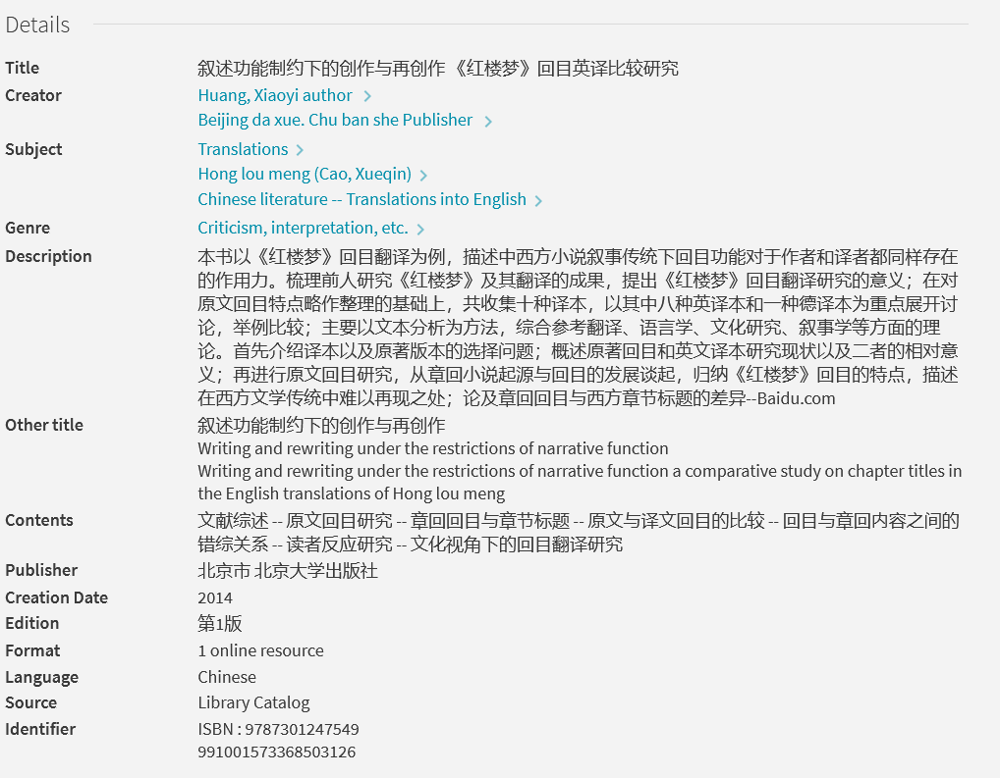 Details
Title 叙述功能制约下的创作与再创作 《红楼梦》回目英译比较研究
Creator Huang, Xiaoyi author
Beijing da xue. Chu ban she Publisher
Subject Translations
Hong lou meng (Cao, Xueqin)
Chinese literature -- Translations into English
Genre Criticism, interpretation, etc.
Description 本书以《红楼梦》回目翻译为例，描述中西方小说叙事传统下回目功能对于作者和译者都同样存在
的作用力。梳理前人研究《红楼梦》及其翻译的成果，提出《红楼梦》回目翻译研究的意义；在对
原文回目特点略作整理的基础上，共收集十种译本，以其中八种英译本和一种德译本为重点展开讨
论，举例比较；主要以文本分析为方法，综合参考翻译、语言学、文化研究、叙事学等方面的理
论。首先介绍译本以及原著版本的选择问题；概述原著回目和英文译本研究现状以及二者的相对意
义；再进行原文回目研究，从章回小说起源与回目的发展谈起，归纳《红楼梦》回目的特点，描述
在西方文学传统中难以再现之处；论及章回回目与西方章节标题的差异--Baidu.com
Other title 叙述功能制约下的创作与再创作
Writing and rewriting under the restrictions of narrative function
Writing and rewriting under the restrictions of narrative function a comparative study on chapter titles in
the English translations of Hong lou meng
Contents 文献综述 -- 原文回目研究 -- 章回回目与章节标题 -- 原文与译文回目的比较 -- 回目与章回内容之间的
错综关系 -- 读者反应研究 -- 文化视角下的回目翻译研究
Publisher 北京市 北京大学出版社
Creation Date 2014
Edition 第1版
Format 1 online resource
Language Chinese
Source Library Catalog
Identifier ISBN : 9787301247549
991001573368503126